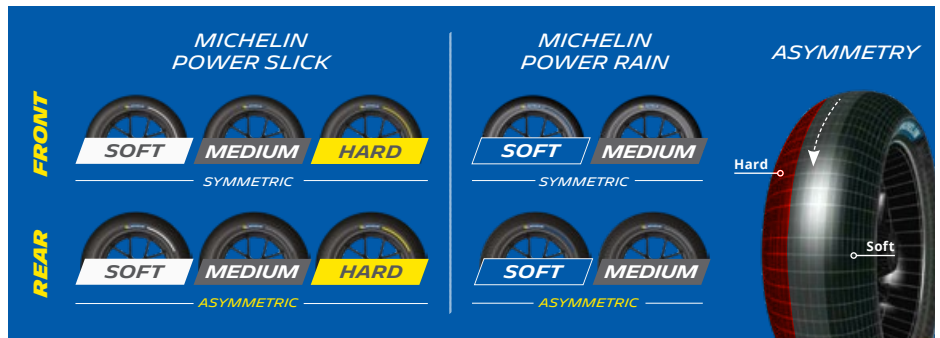 MICHELIN
POWER SLICK
MICHELIN
POWER RAIN
ASYMMETRY
FRONT
SOFT
MEDIUM
HARD
SYMMETRIC
SOFT
MEDIUM
SYMMETRIC
REAR
SOFT
MEDIUM
HARD
ASYMMETRIC
SOFT
MEDIUM
ASYMMETRIC
Hard
Soft